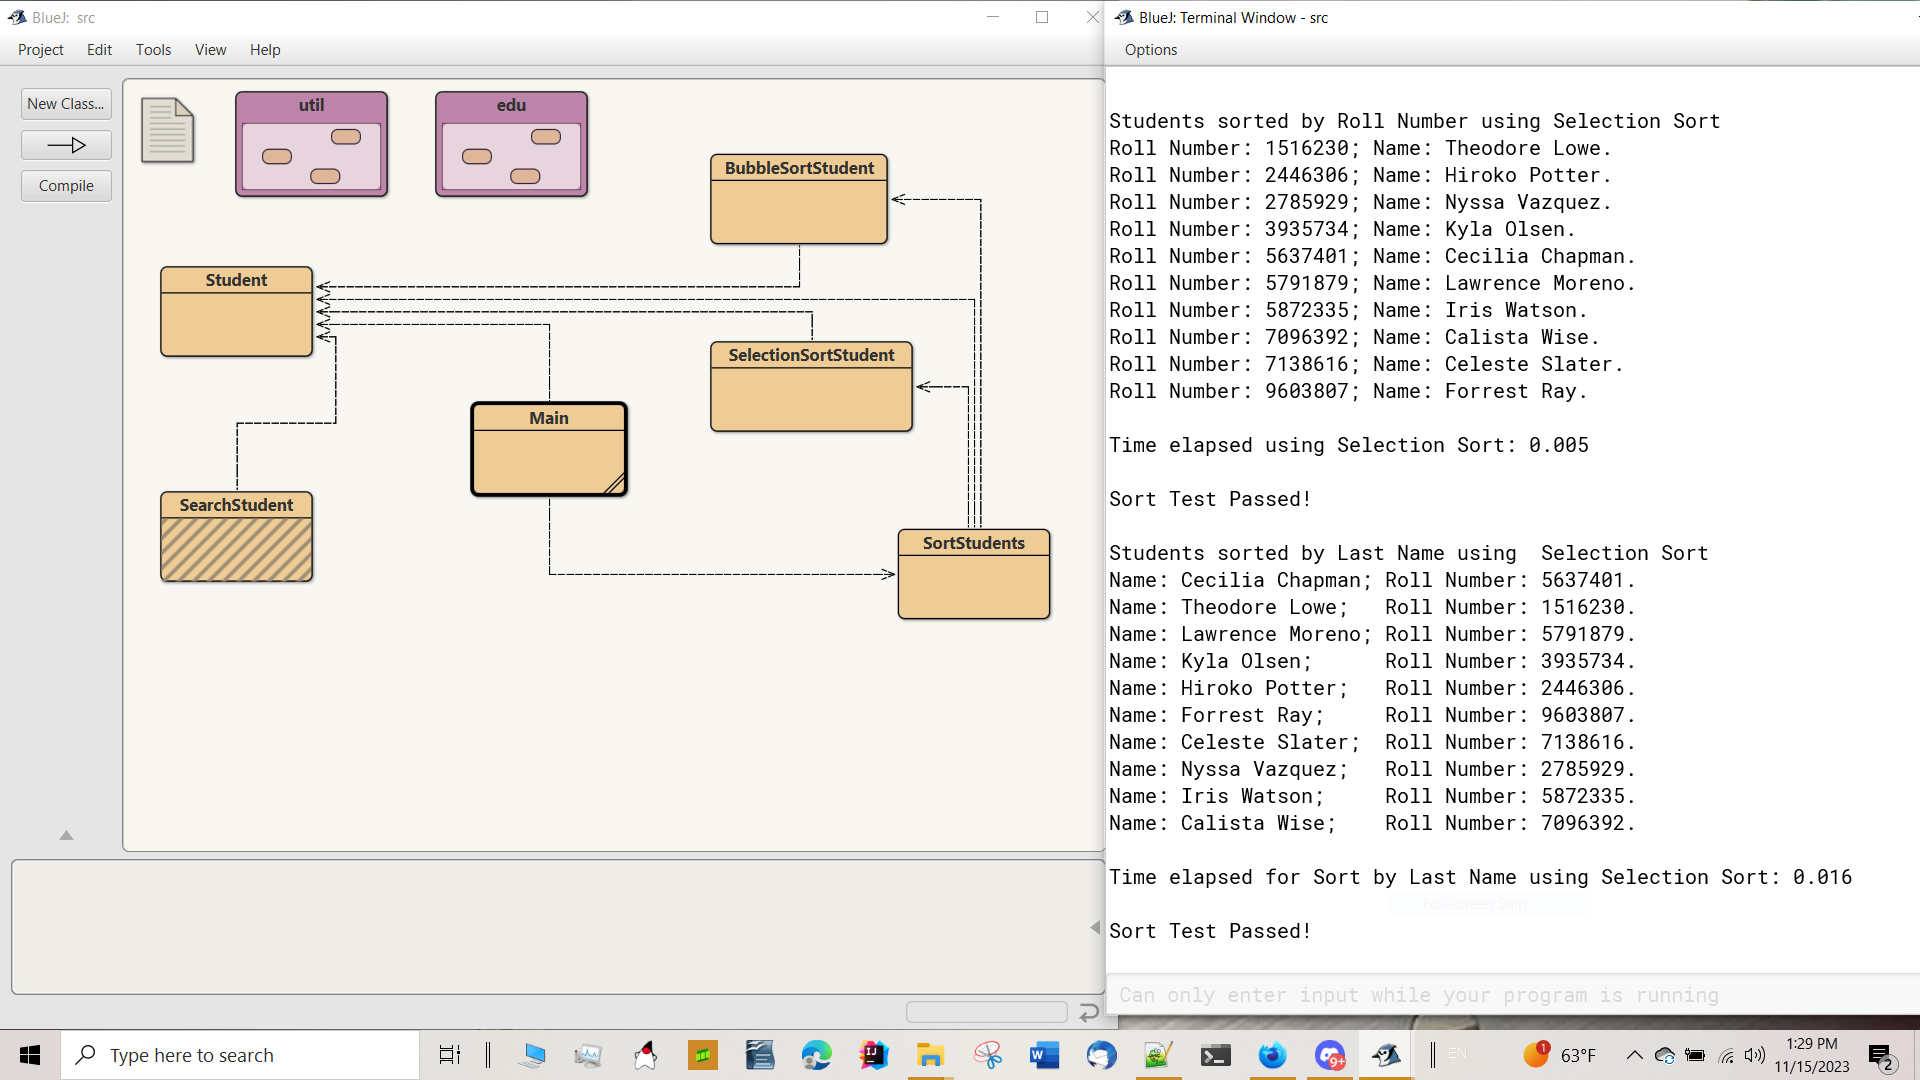 BlueJ: src
Project Edit Tools View Help
New Class...
Compile
util
edu
BubbleSortStudent
Student
SelectionSortStudent
Main
SearchStudent
SortStudents
BlueJ: Terminal Window - src
Options
Students sorted by Roll Number using Selection Sort
Roll Number: 1516230; Name: Theodore Lowe.
Roll Number: 2446306; Name: Hiroko Potter.
Roll Number: 2785929; Name: Nyssa Vazquez.
Roll Number: 3935734; Name: Kyla Olsen.
Roll Number: 5637401; Name: Cecilia Chapman.
Roll Number: 5791879; Name: Lawrence Moreno.
Roll Number: 5872335; Name: Iris Watson.
Roll Number: 7096392; Name: Calista Wise.
Roll Number: 7138616; Name: Celeste Slater.
Roll Number: 9603807; Name: Forrest Ray.
Time elapsed using Selection Sort: 0.005
Sort Test Passed!
Students sorted by Last Name using  Selection Sort
Name: Cecilia Chapman; Roll Number: 5637401.
Name: Theodore Lowe;   Roll Number: 1516230.
Name: Lawrence Moreno; Roll Number: 5791879.
Name: Kyla Olsen;      Roll Number: 3935734.
Name: Hiroko Potter;   Roll Number: 2446306.
Name: Forrest Ray;     Roll Number: 9603807.
Name: Celeste Slater;  Roll Number: 7138616.
Name: Nyssa Vazquez;   Roll Number: 2785929.
Name: Iris Watson;     Roll Number: 5872335.
Name: Calista Wise;    Roll Number: 7096392.
Time elapsed for Sort by Last Name using Selection Sort: 0.016
Full-screen Snip
Sort Test Passed!
Can only enter input while your program is running
Type here to search
IJ
W
9+
EN
1
63°F
1:29 PM
11/15/2023
2